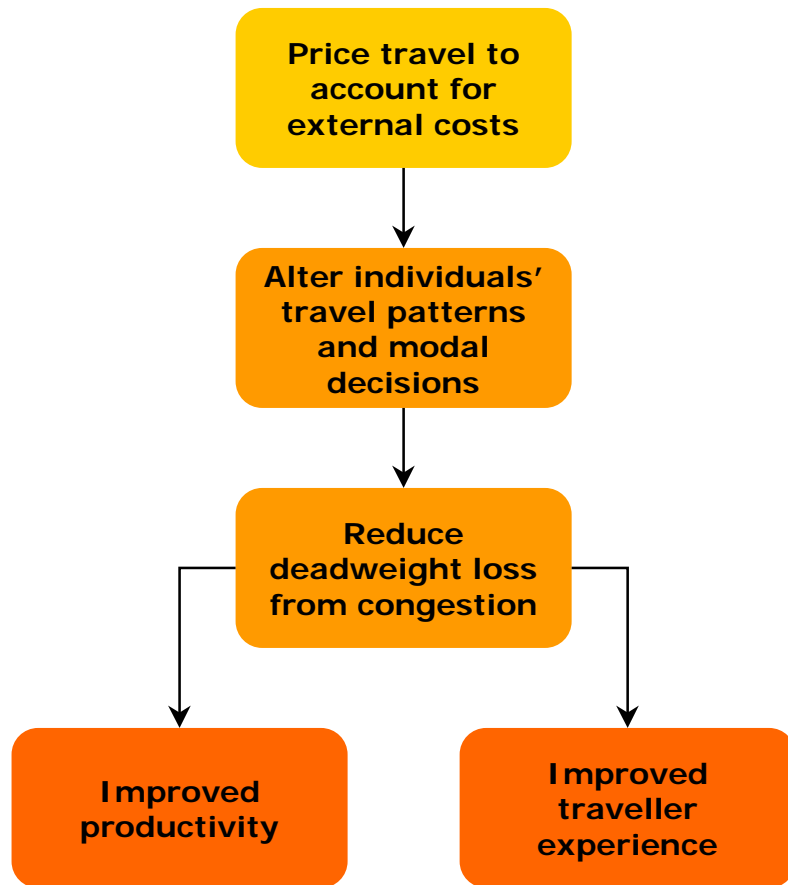 Price travel to
account for
external costs
Alter individuals’
travel patterns
and modal
decisions
Reduce
deadweight loss
from congestion
Improved
productivity
Improved
traveller
experience